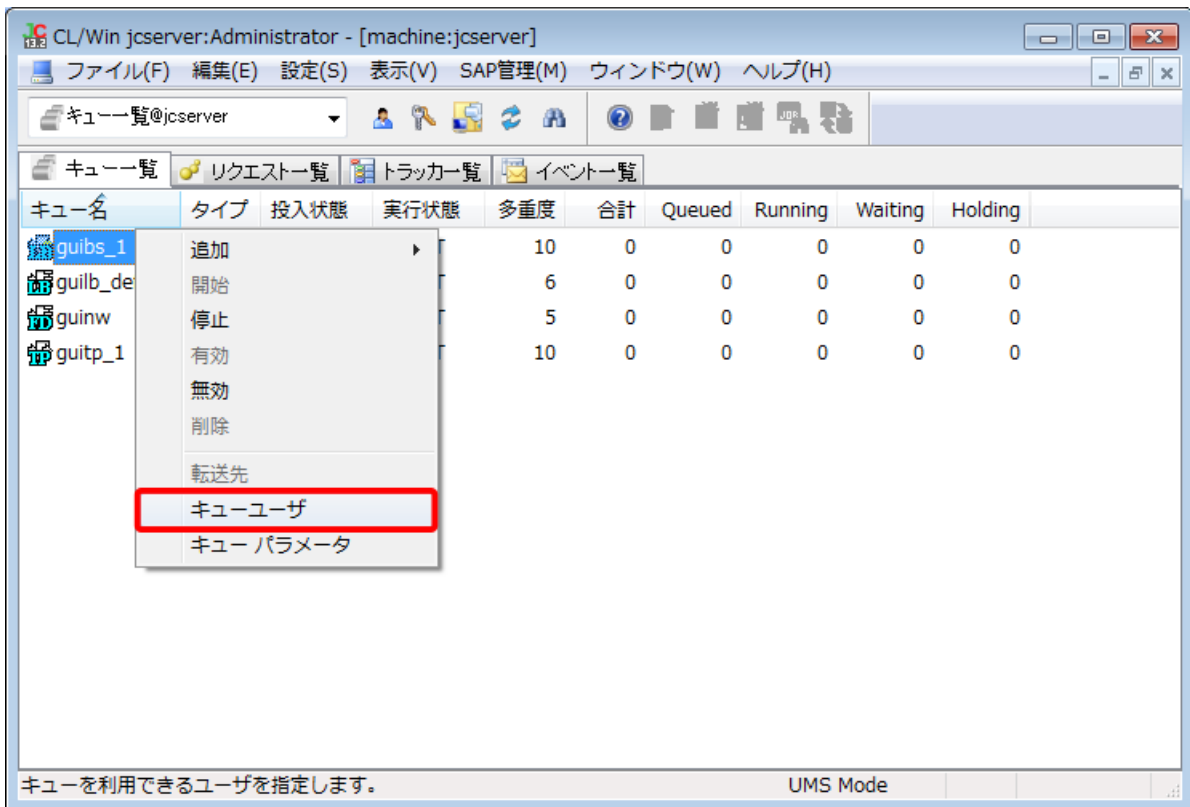 CL/Win jcserver:Administrator - [machine:jcserver]
ファイル(F) 編集(E) 設定(S) 表示(V) SAP管理(M) ウィンドウ(W) ヘルプ(H)
キュー一覧@jcserver
キュー一覧 リクエスト一覧 トラッカ一覧 イベント一覧
キュー名 タイプ 投入状態 実行状態 多重度 合計 Queued Running Waiting Holding
guibs_1 10 0 0 0 0 0
guilb_de 6 0 0 0 0 0
guinw 5 0 0 0 0 0
guitp_1 10 0 0 0 0 0
追加
開始
停止
有効
無効
削除
転送先
キューユーザ
キュー パラメータ
キューを利用できるユーザを指定します。 UMS Mode